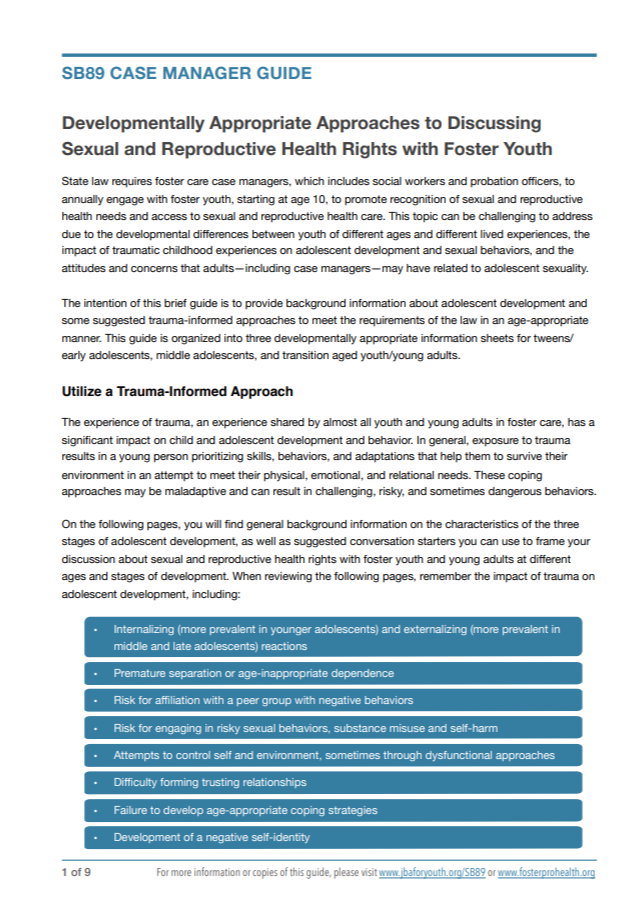 SB89 CASE MANAGER GUIDE
Developmentally Appropriate Approaches to Discussing
Sexual and Reproductive Health Rights with Foster Youth
State law requires foster care case managers, which includes social workers and probation officers, to
annually engage with foster youth, starting at age 10, to promote recognition of sexual and reproductive
health needs and access to sexual and reproductive health care. This topic can be challenging to address
due to the developmental differences between youth of different ages and different lived experiences, the
impact of traumatic childhood experiences on adolescent development and sexual behaviors, and the
attitudes and concerns that adults—including case managers—may have related to adolescent sexuality.
The intention of this brief guide is to provide background information about adolescent development and
some suggested trauma-informed approaches to meet the requirements of the law in an age-appropriate
manner. This guide is organized into three developmentally appropriate information sheets for tweens/
early adolescents, middle adolescents, and transition aged youth/young adults.
Utilize a Trauma-Informed Approach
The experience of trauma, an experience shared by almost all youth and young adults in foster care, has a
significant impact on child and adolescent development and behavior. In general, exposure to trauma
results in a young person prioritizing skills, behaviors, and adaptations that help them to survive their
environment in an attempt to meet their physical, emotional, and relational needs. These coping
approaches may be maladaptive and can result in challenging, risky, and sometimes dangerous behaviors.
On the following pages, you will find general background information on the characteristics of the three
stages of adolescent development, as well as suggested conversation starters you can use to frame your
discussion about sexual and reproductive health rights with foster youth and young adults at different
ages and stages of development. When reviewing the following pages, remember the impact of trauma on
adolescent development, including:
• Internalizing (more prevalent in younger adolescents) and externalizing (more prevalent in
middle and late adolescents) reactions
• Premature separation or age-inappropriate dependence
• Risk for affiliation with a peer group with negative behaviors
• Risk for engaging in risky sexual behaviors, substance misuse and self-harm
• Attempts to control self and environment, sometimes through dysfunctional approaches
• Difficulty forming trusting relationships
• Failure to develop age-appropriate coping strategies
• Development of a negative self-identity
1 of 9 For more information or copies of this guide, please visit www.jbaforyouth.org/SB89 or www.fosterprohealth.org